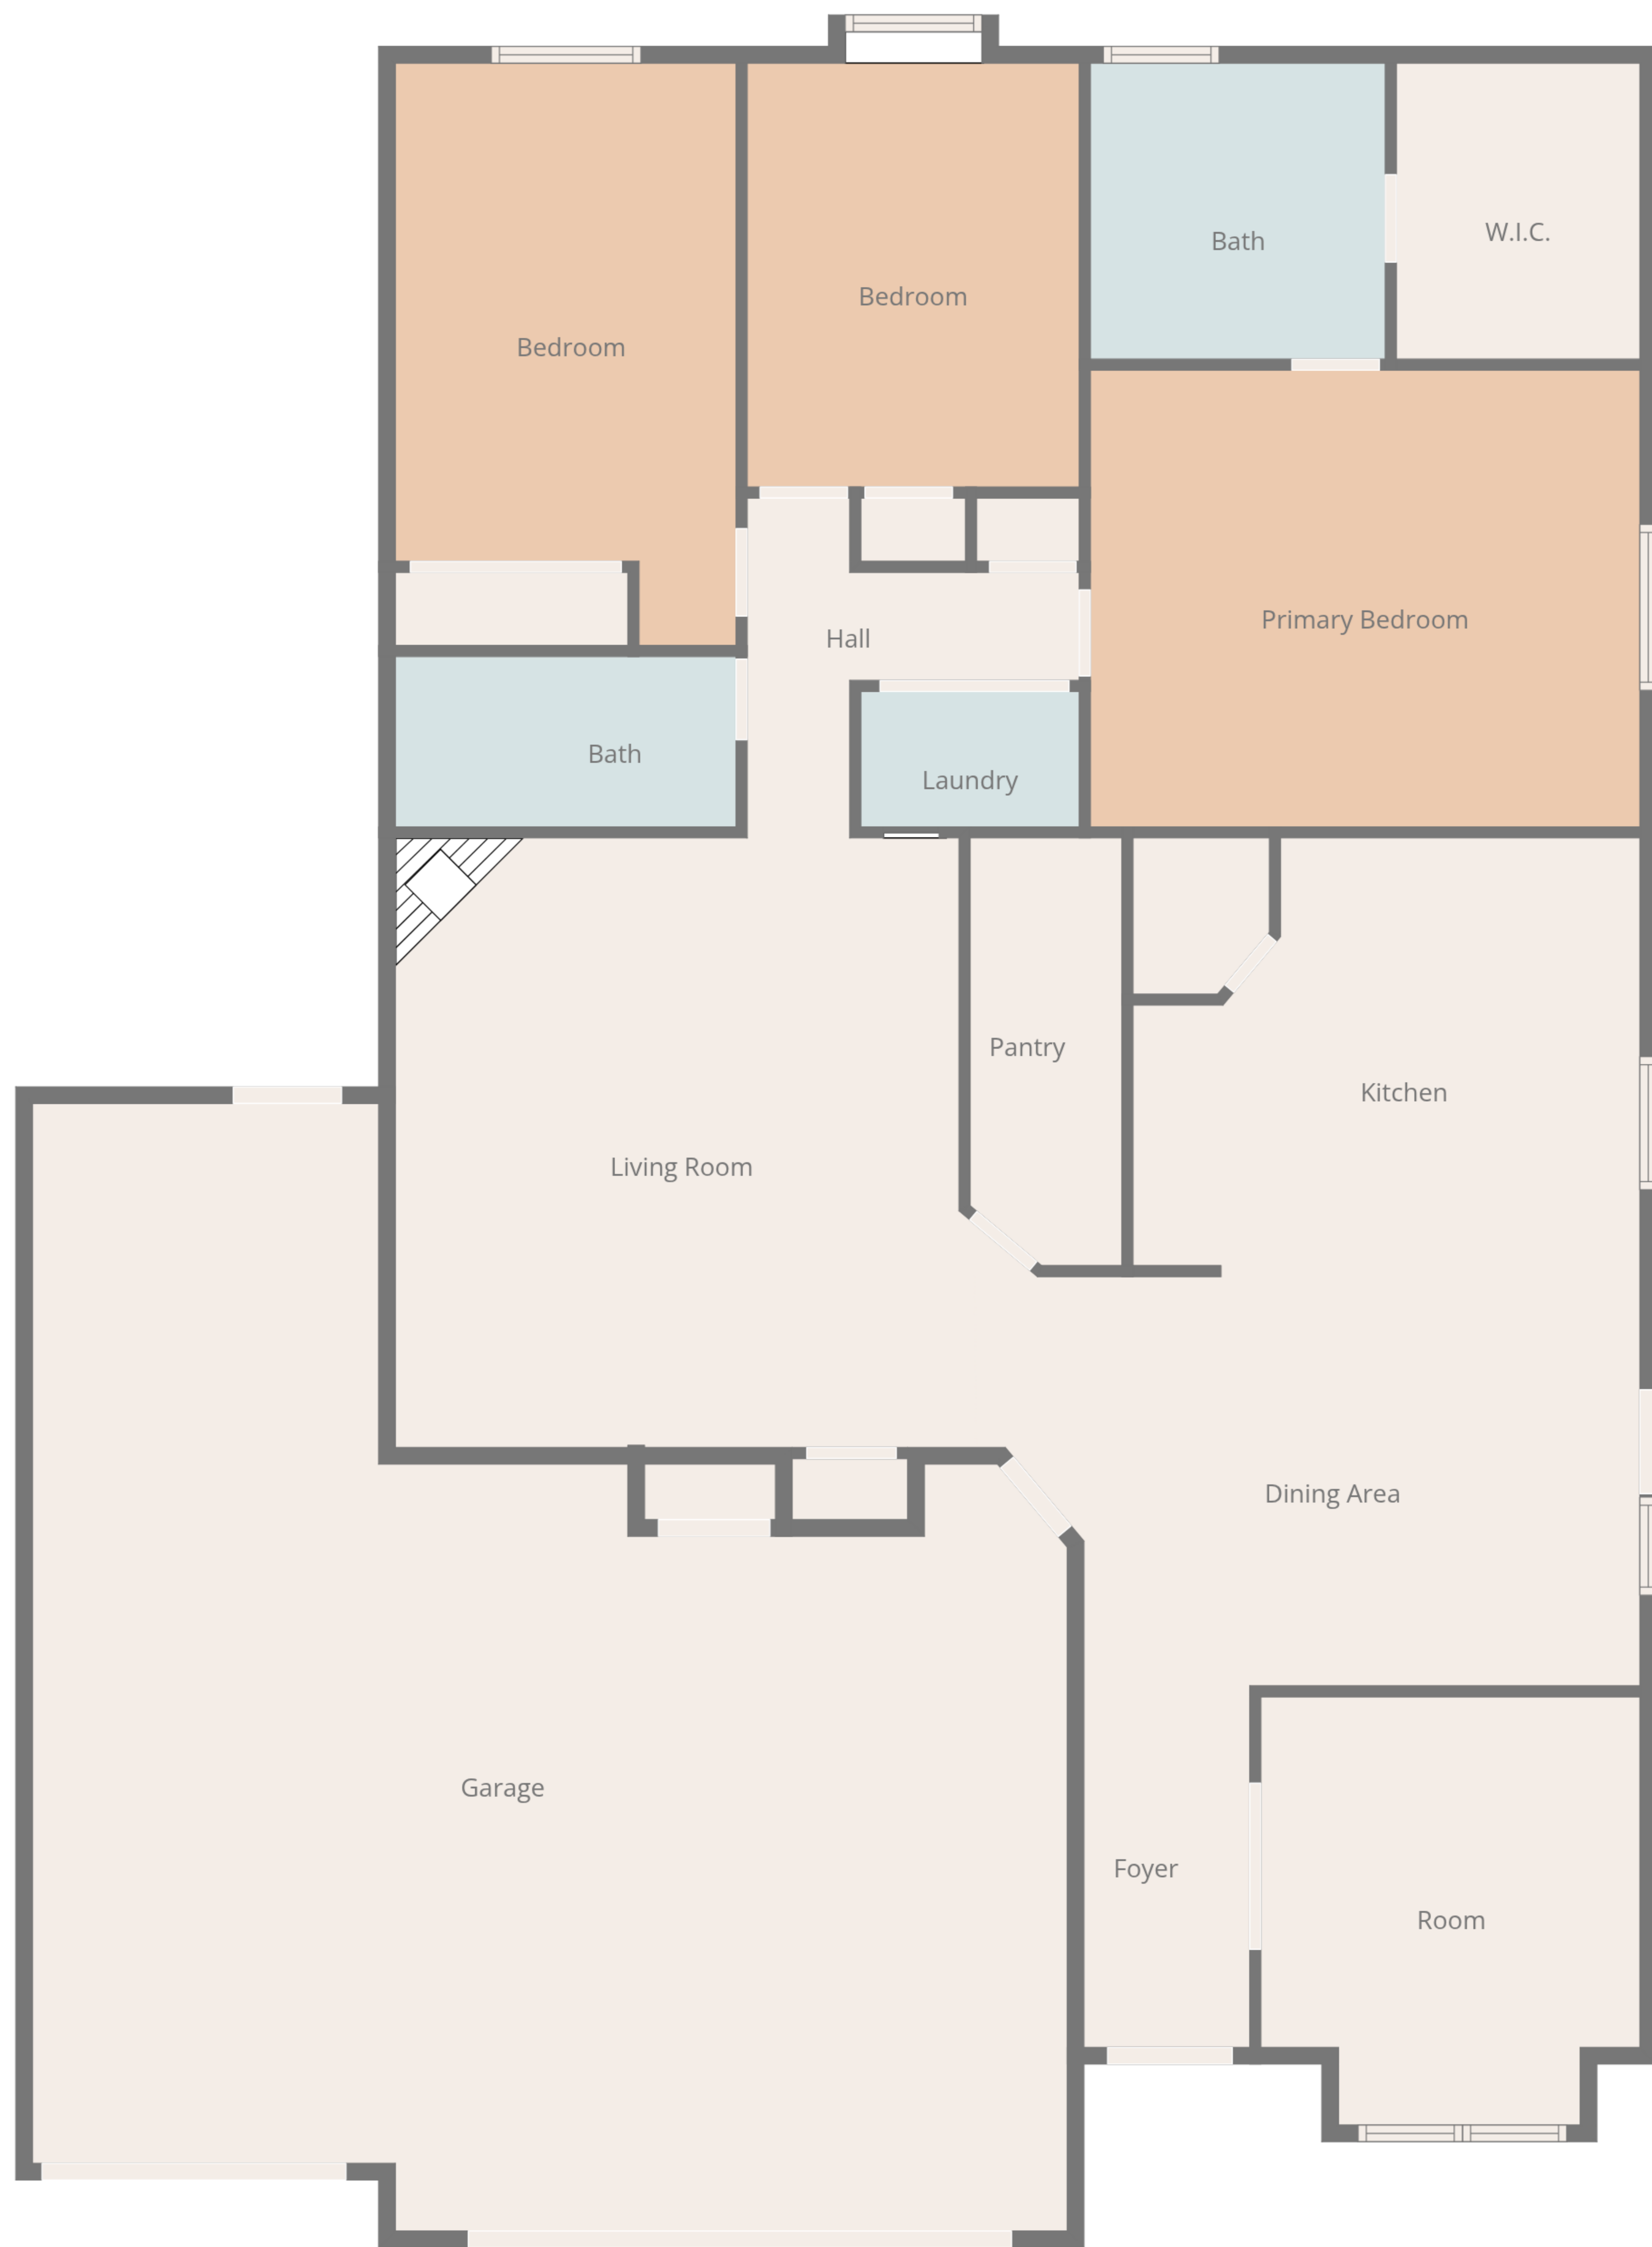 W.I.C.
Bath
Bedroom
Bedroom
Primary Bedroom
Hall
Bath
Laundry
Pantry
Kitchen
Living Room
Dining Area
Garage
Foyer
Room